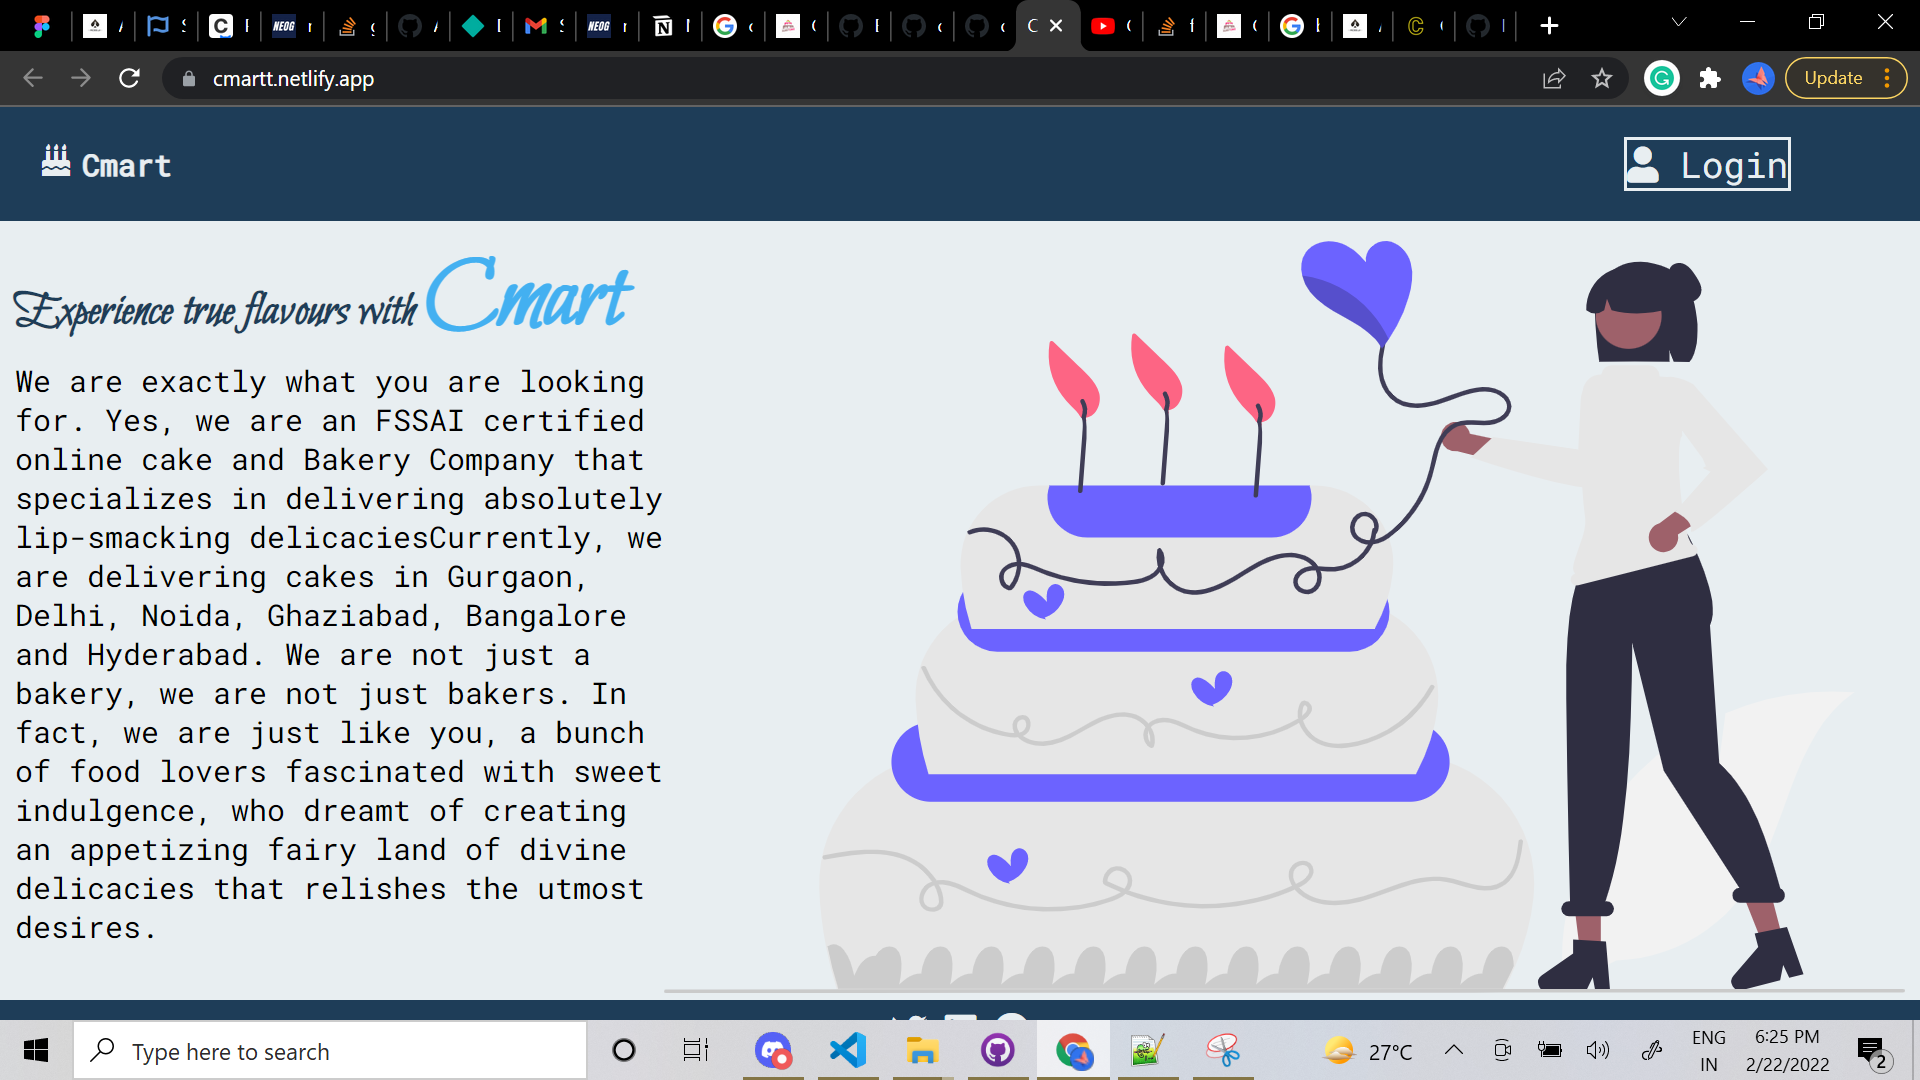 cmartt.netlify.app
Update
Cmart
Login
Experience true flavours with Cmart
We are exactly what you are looking
for. Yes, we are an FSSAI certified
online cake and Bakery Company that
specializes in delivering absolutely
lip-smacking delicaciesCurrently, we
are delivering cakes in Gurgaon,
Delhi, Noida, Ghaziabad, Bangalore
and Hyderabad. We are not just a
bakery, we are not just bakers. In
fact, we are just like you, a bunch
of food lovers fascinated with sweet
indulgence, who dreamt of creating
an appetizing fairy land of divine
delicacies that relishes the utmost
desires.
Type here to search
27°C
ENG
IN
6:25 PM
2/22/2022
2